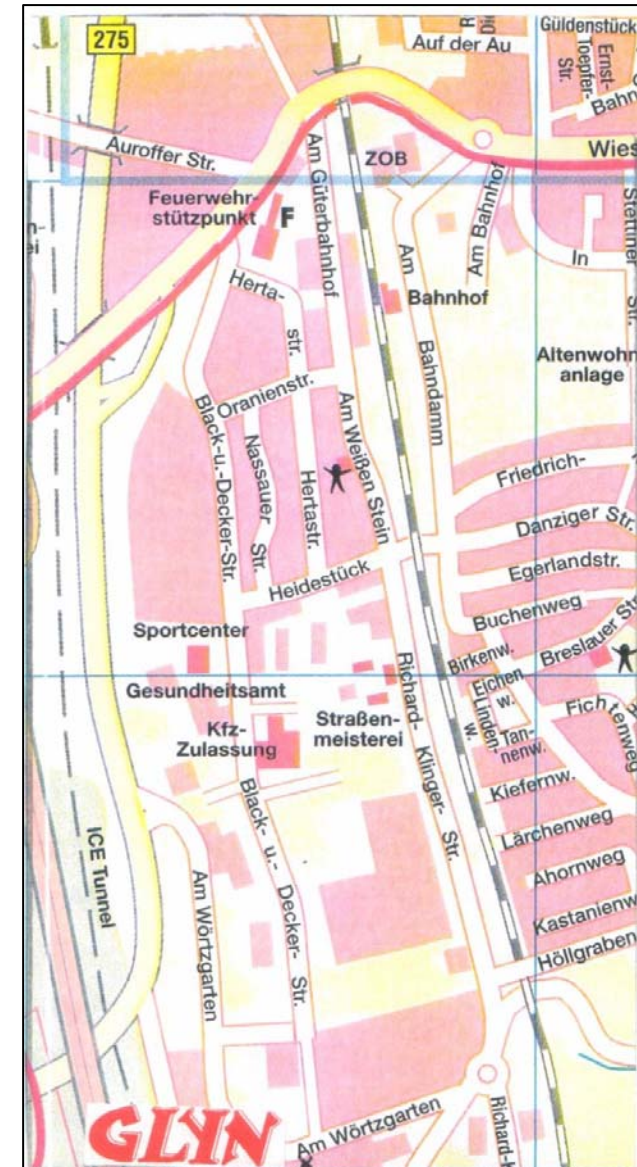 275
Auf der Au
Güldenstück
Ernst-
Toepfer-
Str.
Auroffer Str.
ZOB
Wies
Feuerwehr-
stützpunkt
F
Am Güterbahnhof
Am Bahnhof
Am
Bahndamm
In
Stettiner
Str.
Herta-
str.
Bahnhof
Altenwohn
anlage
Oranienstr.
Black-u.-Decker-Str.
Nassauer
Str.
Hertastr.
Am Weißen Stein
Friedrich-
Danziger Str.
Heidestück
Egerlandstr.
Buchenweg
Breslauer Str
Sportcenter
Birkenw.
Gesundheitsamt
Eichen
w.
Linden-
w.
Tan-
nenw.
Fichtenweg
Kfz-
Zulassung
Straßen-
meisterei
Richard-Klinger-Str.
Kiefernw.
Lärchenweg
Ahornweg
Kastanienw
Höllgraben
ICE Tunnel
Black- u.- Decker- Str.
Am Wörtzgarten
Am Wörtzgarten
Richard-
GLYN